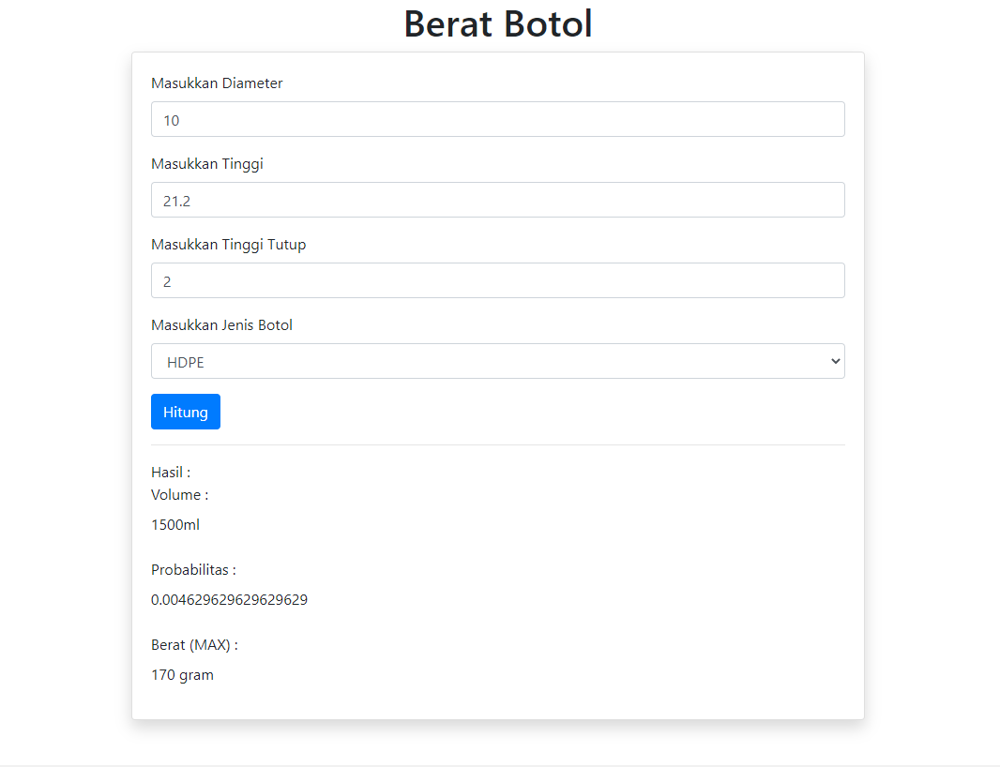 Berat Botol
Masukkan Diameter
10
Masukkan Tinggi
21.2
Masukkan Tinggi Tutup
2
Masukkan Jenis Botol
HDPE
Hitung
Hasil :
Volume :
1500ml
Probabilitas :
0.004629629629629629
Berat (MAX) :
170 gram